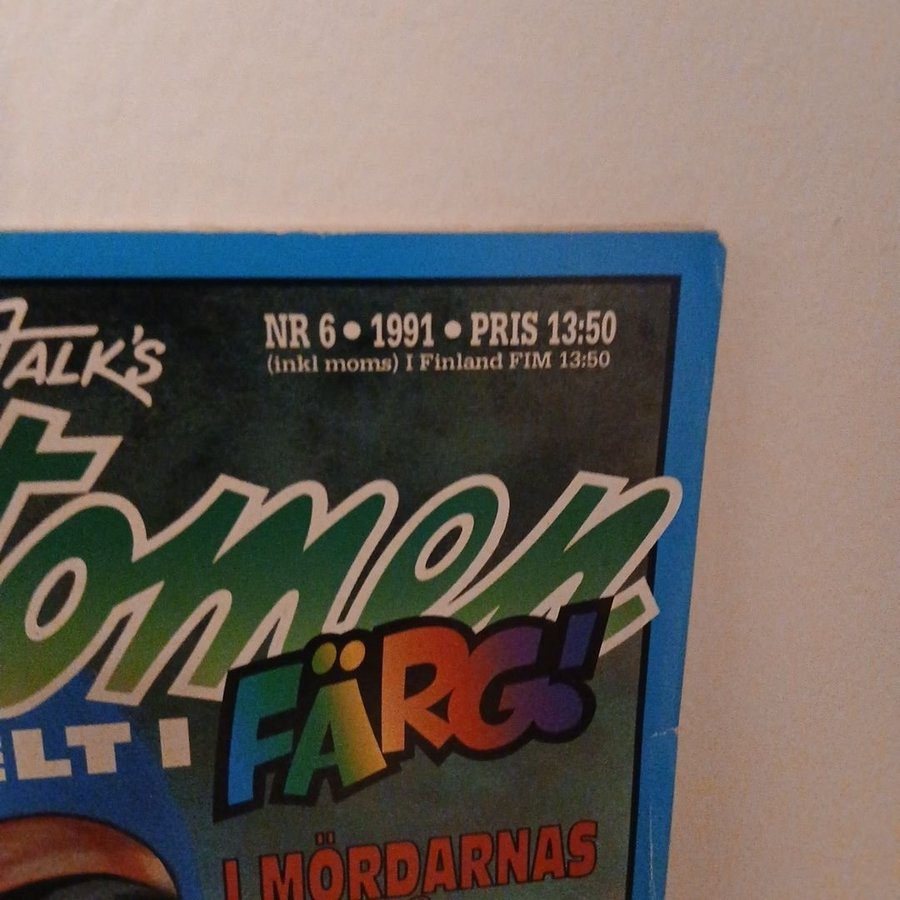 FALK'S
NR 6 • 1991 • PRIS 13:50
(inkl moms) I Finland FIM 13:50
tomen
ELT I
FÄRG!
I MÖRDARNAS